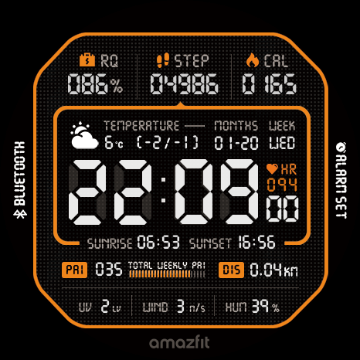 RQ STEP CAL
086% 04986 0165
TEMPERATURE MONTHS WEEK
6°C (-2/-1) 01-20 WED
22:09
HR
094
00
SUNRISE 06:53 SUNSET 16:56
PAI 035 TOTAL WEEKLY PAI DIS 0.04KM
UV 2LV WIND 3 M/S HUM 39%
amazfit
BLUETOOTH
ALARM SET